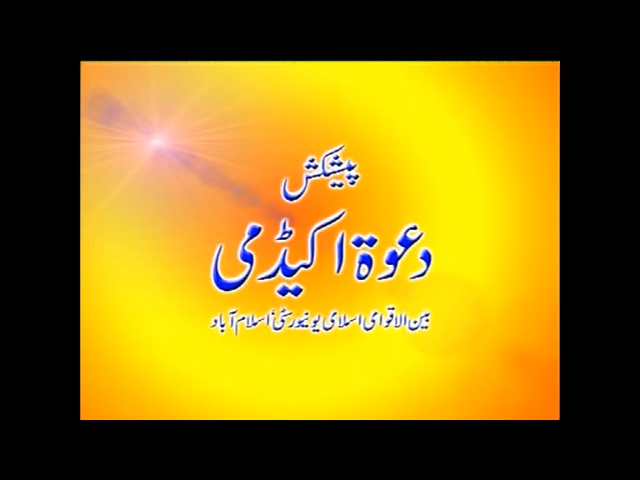 پیشکش
دعوۃ اکیڈمی
بین الاقوامی اسلامی یونیورسٹی، اسلام آباد